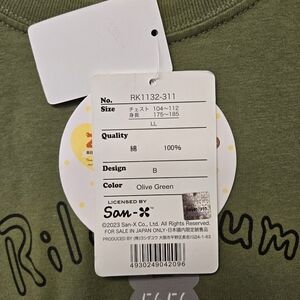 No. RK1132-311
Size チェスト 104～112
身長 175～185
LL
Quality
綿 100%
Design B
Color Olive Green
LICENSED BY
San-X
©2023 San-X Co., Ltd. All Rights Reserved.
FOR SALE IN JAPAN ONLY・日本国内限定販売品
4930249042096